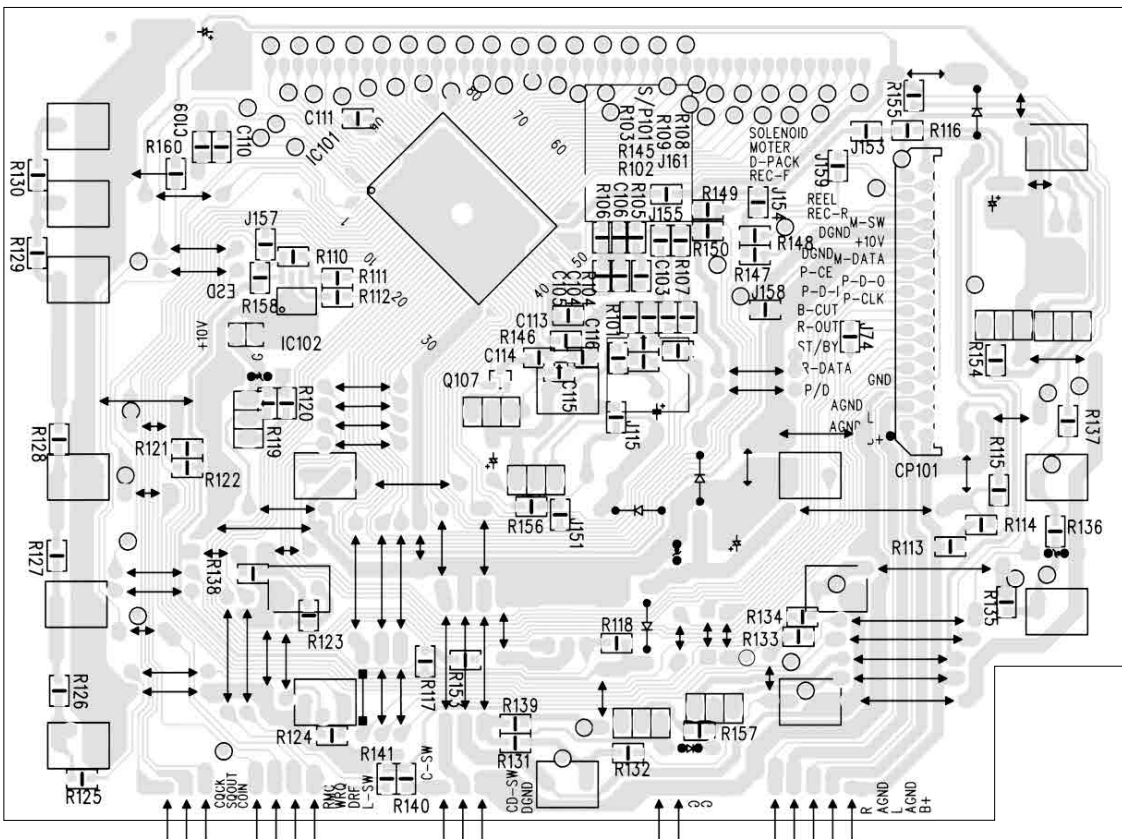 R155
C111
80
70
60
IC101
S/P101
R103
R145
R102
R108
R109
J161
SOLENOID
MOTER
D-PACK
REC-F
J153
R116
C109
C110
R160
R130
J159
R149
J154
J155
R106
C106
R105
REEL
REC-R
M-SW
DGND
+10V
DGND
M-DATA
P-CE
P-D-O
P-D-I
P-CLK
B-CUT
R-OUT
ST/BY
J74
R-DATA
P/D
GND
AGND
L
AGND
B+
1
10
20
30
40
50
J157
R110
R111
R112
R158
R129
IC102
+10V
G
R150
R148
R147
J158
C103
R107
R104
C104
C105
C113
R101
R146
C116
C114
C115
Q107
J115
R154
R137
R120
R119
R128
R121
R122
CP101
R115
R156
J151
R114
R113
R136
R127
R138
R123
R118
R134
R133
R135
R126
R117
R153
R124
R139
R131
R157
R132
R125
R141
R140
C-SW
CQCK
SQOUT
COIN
RMC
WRQ
DRF
L-SW
CD-SW
DGND
G
G
R
AGND
L
AGND
B+